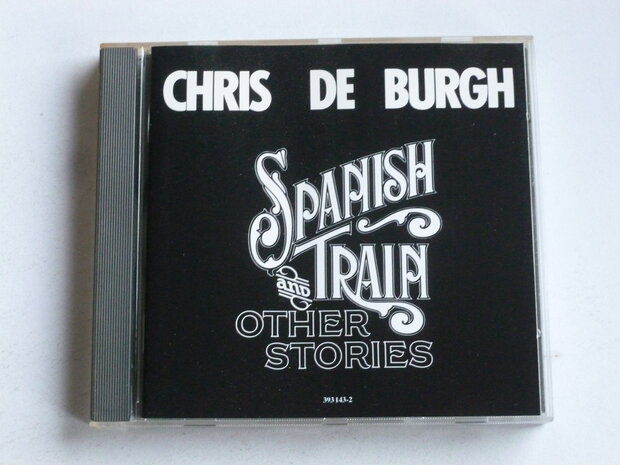 CHRIS DE BURGH
SPANISH
and TRAIN
OTHER
STORIES
393 143-2